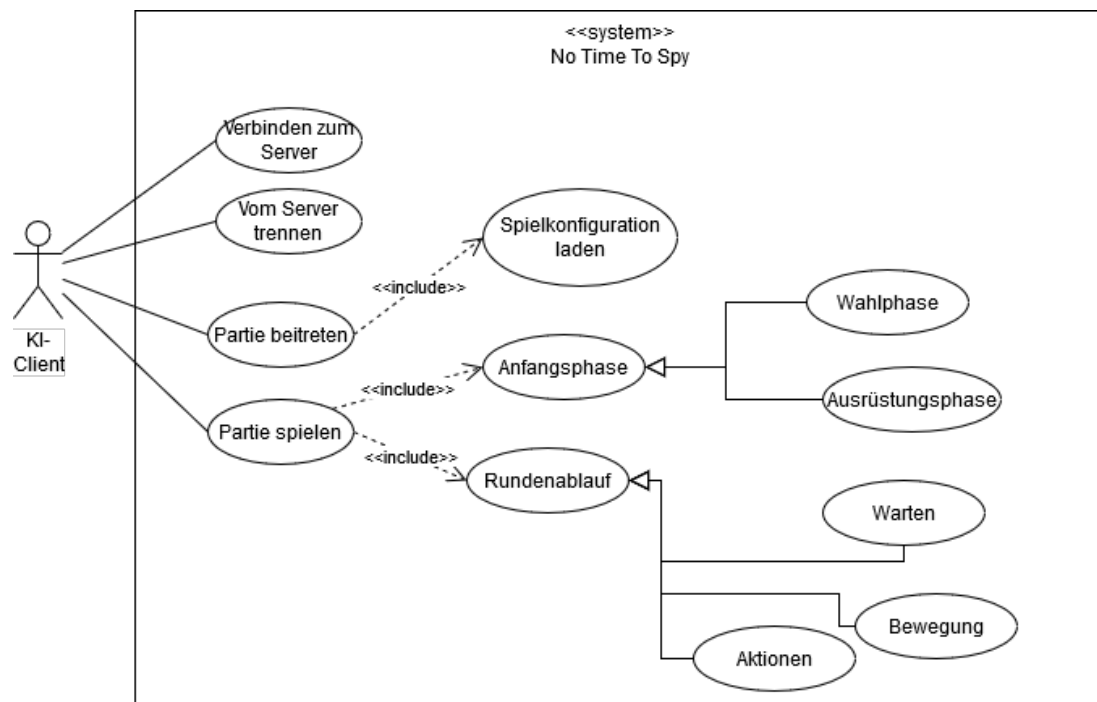 <<system>>
No Time To Spy
Verbinden zum
Server
Vom Server
trennen
Spielkonfiguration
laden
<<include>>
Wahlphase
Partie beitreten
KI-
Client
Anfangsphase
<<include>>
Ausrüstungsphase
Partie spielen
<<include>>
Rundenablauf
Warten
Bewegung
Aktionen